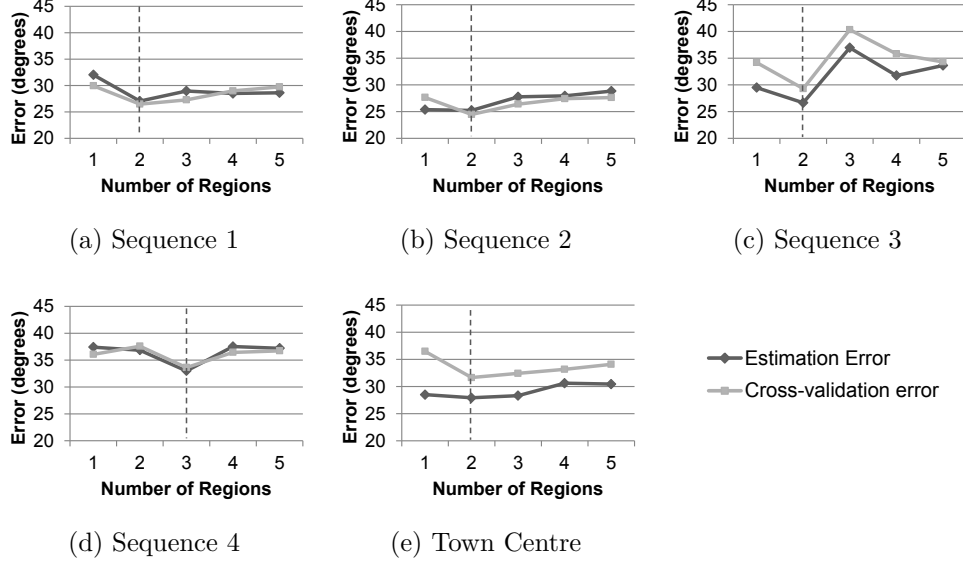 45
40
35
30
25
20
Error (degrees)
1 2 3 4 5
Number of Regions
(a) Sequence 1
45
40
35
30
25
20
Error (degrees)
1 2 3 4 5
Number of Regions
(b) Sequence 2
45
40
35
30
25
20
Error (degrees)
1 2 3 4 5
Number of Regions
(c) Sequence 3
45
40
35
30
25
20
Error (degrees)
1 2 3 4 5
Number of Regions
(d) Sequence 4
45
40
35
30
25
20
Error (degrees)
1 2 3 4 5
Number of Regions
(e) Town Centre
Estimation Error
Cross-validation error